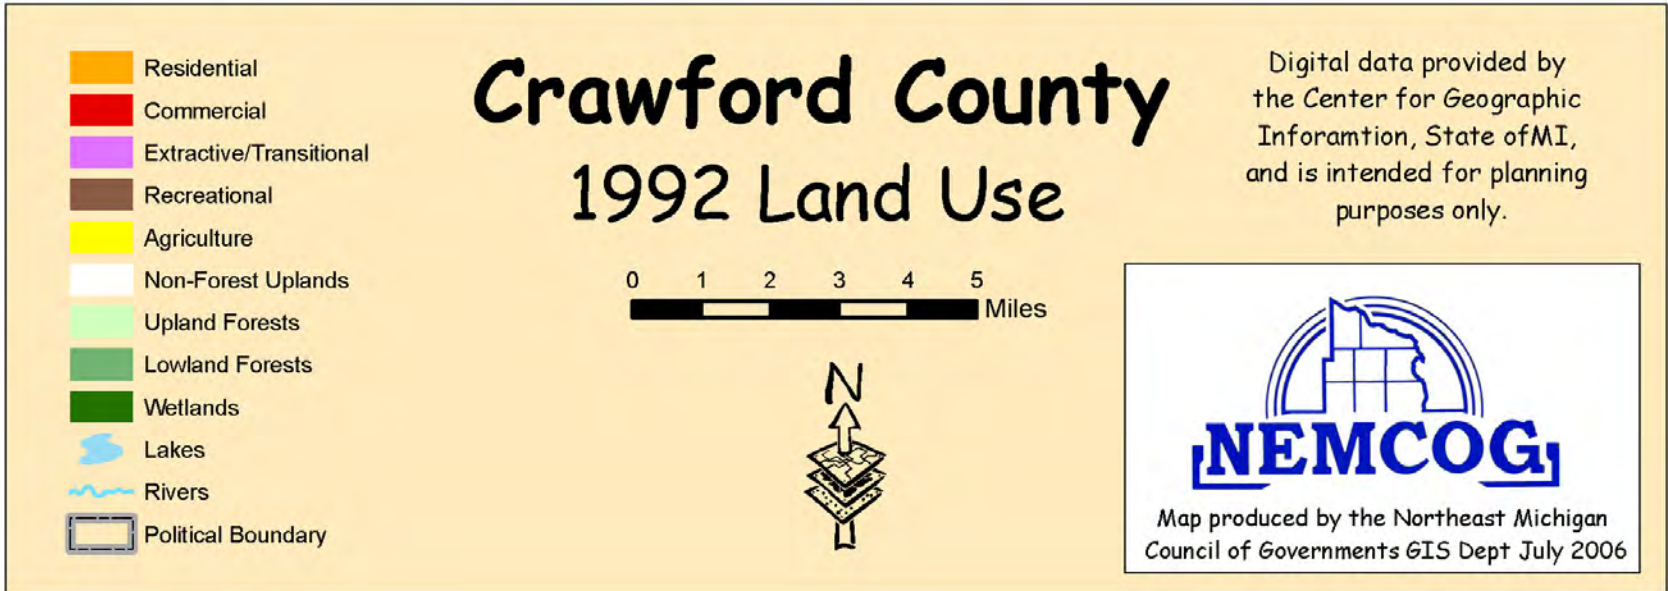 Residential
Commercial
Extractive/Transitional
Recreational
Agriculture
Non-Forest Uplands
Upland Forests
Lowland Forests
Wetlands
Lakes
Rivers
Political Boundary
Crawford County
1992 Land Use
0 1 2 3 4 5
Miles
N
Digital data provided by
the Center for Geographic
Inforamtion, State ofMI,
and is intended for planning
purposes only.
NEMCOG
Map produced by the Northeast Michigan
Council of Governments GIS Dept July 2006